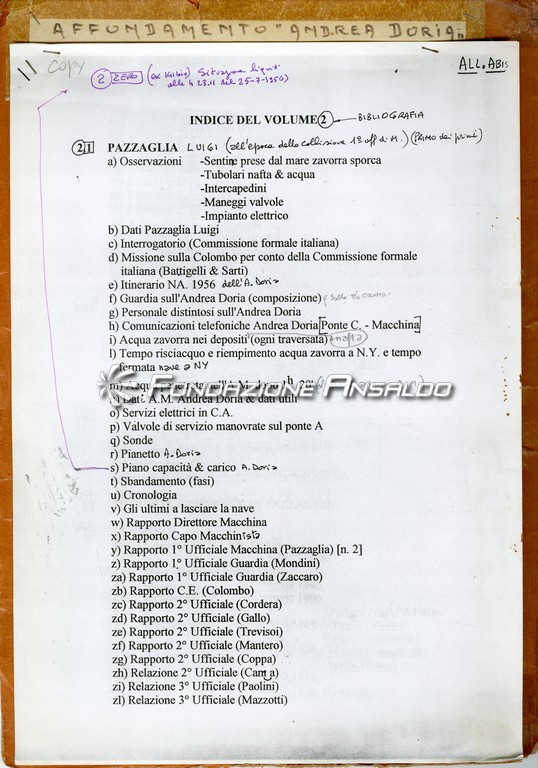 AFFONDAMENTO "ANDREA DORIA"
11 COPY
ALL. A BIS
2 ZERO (ex Situazione liquidi
alle h 23.11 del 25-7-1956)
INDICE DEL VOLUME 2 BIBLIOGRAFIA
2 1 PAZZAGLIA LUIGI (all'epoca della collisione 1° uff. di M.) (PRIMO dei primi)
a) Osservazioni -Sentine prese dal mare zavorra sporca
-Tubolari nafta & acqua
-Intercapedini
-Maneggi valvole
-Impianto elettrico
b) Dati Pazzaglia Luigi
c) Interrogatorio (Commissione formale italiana)
d) Missione sulla Colombo per conto della Commissione formale
italiana (Battigelli & Sarti)
e) Itinerario NA. 1956 dell'A. Doria
f) Guardia sull'Andrea Doria (composizione)
g) Personale distintosi sull'Andrea Doria
h) Comunicazioni telefoniche Andrea Doria [Ponte C. - Macchina]
i) Acqua zavorra nei depositi (ogni traversata) nafta
l) Tempo risciacquo e riempimento acqua zavorra a N.Y. e tempo
fermata nave a NY
m) Acqua
FONDAZIONE ANSALDO
n) Dati A.M. Andrea Doria & dati utili
o) Servizi elettrici in C.A.
p) Valvole di servizio manovrate sul ponte A
q) Sonde
r) Pianetto A. Doria
s) Piano capacità & carico A. Doria
t) Sbandamento (fasi)
u) Cronologia
v) Gli ultimi a lasciare la nave
w) Rapporto Direttore Macchina
x) Rapporto Capo Macchinista
y) Rapporto 1° Ufficiale Macchina (Pazzaglia) [n. 2]
z) Rapporto 1° Ufficiale Guardia (Mondini)
za) Rapporto 1° Ufficiale Guardia (Zaccaro)
zb) Rapporto C.E. (Colombo)
zc) Rapporto 2° Ufficiale (Cordera)
zd) Rapporto 2° Ufficiale (Gallo)
ze) Rapporto 2° Ufficiale (Trevisoi)
zf) Rapporto 2° Ufficiale (Mantero)
zg) Rapporto 2° Ufficiale (Coppa)
zh) Relazione 2° Ufficiale
zi) Relazione 3° Ufficiale (Paolini)
zl) Relazione 3° Ufficiale (Mazzotti)